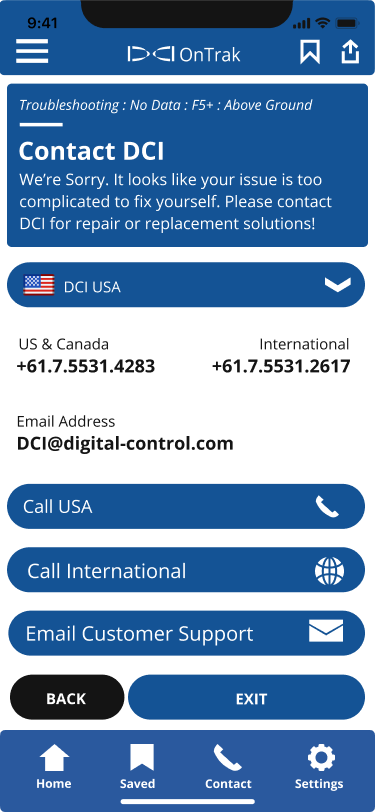 9:41
DCI OnTrak
Troubleshooting : No Data : F5+ : Above Ground
Contact DCI
We're Sorry. It looks like your issue is too
complicated to fix yourself. Please contact
DCI for repair or replacement solutions!
DCI USA
US & Canada International
+61.7.5531.4283 +61.7.5531.2617
Email Address
DCI@digital-control.com
Call USA
Call International
Email Customer Support
BACK EXIT
Home Saved Contact Settings